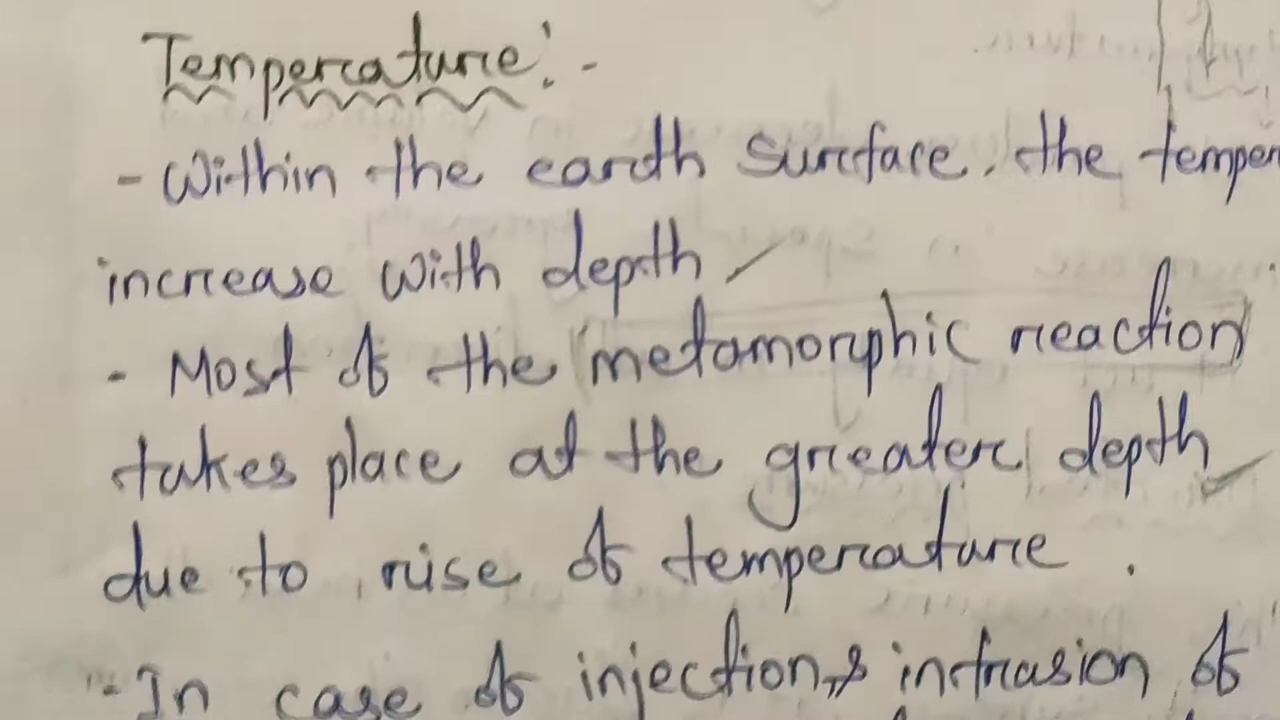 Temperature:-
- Within the earth surface, the temper
increase with depth
- Most of the metamorphic reaction
takes place at the greater depth
due to rise of temperature.
- In case of injection & intrusion of